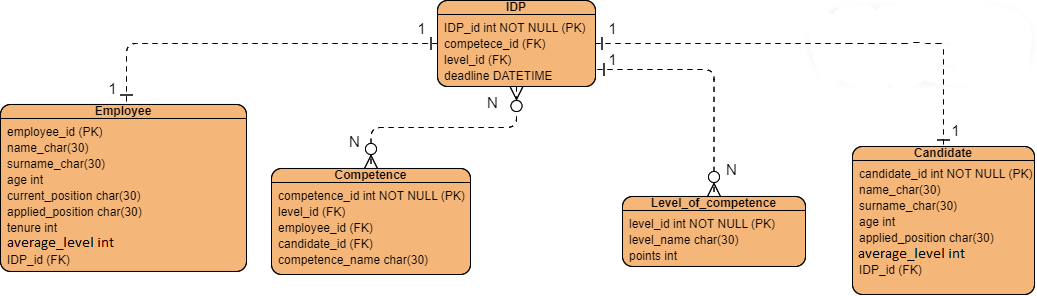 IDP
IDP_id int NOT NULL (PK)
competece_id (FK)
level_id (FK)
deadline DATETIME
1
1
1
1
1
N
N
N
Employee
employee_id (PK)
name_char(30)
surname_char(30)
age int
current_position char(30)
applied_position char(30)
tenure int
average_level int
IDP_id (FK)
Competence
competence_id int NOT NULL (PK)
level_id (FK)
employee_id (FK)
candidate_id (FK)
competence_name char(30)
Level_of_competence
level_id int NOT NULL (PK)
level_name char(30)
points int
Candidate
candidate_id int NOT NULL (PK)
name_char(30)
surname_char(30)
age int
applied_position char(30)
average_level int
IDP_id (FK)